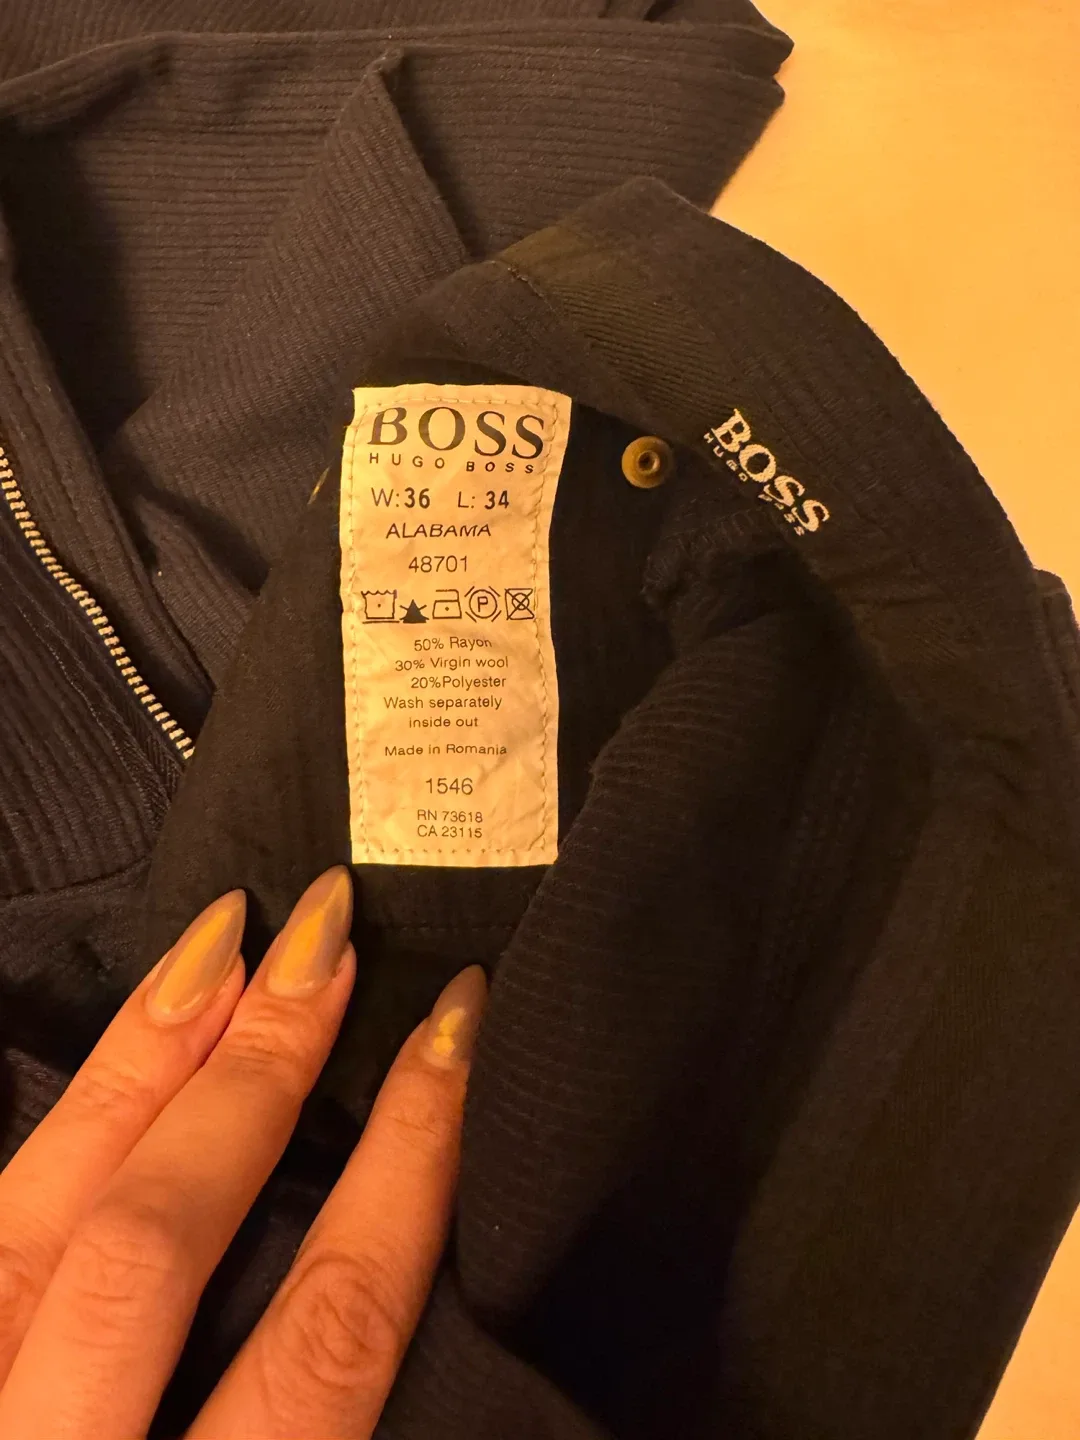 BOSS
HUGO BOSS
W:36 L: 34
ALABAMA
48701
P
50% Rayon
30% Virgin wool
20%Polyester
Wash separately
inside out
Made in Romania
1546
RN 73618
CA 23115
BOSS
HUGO BOSS